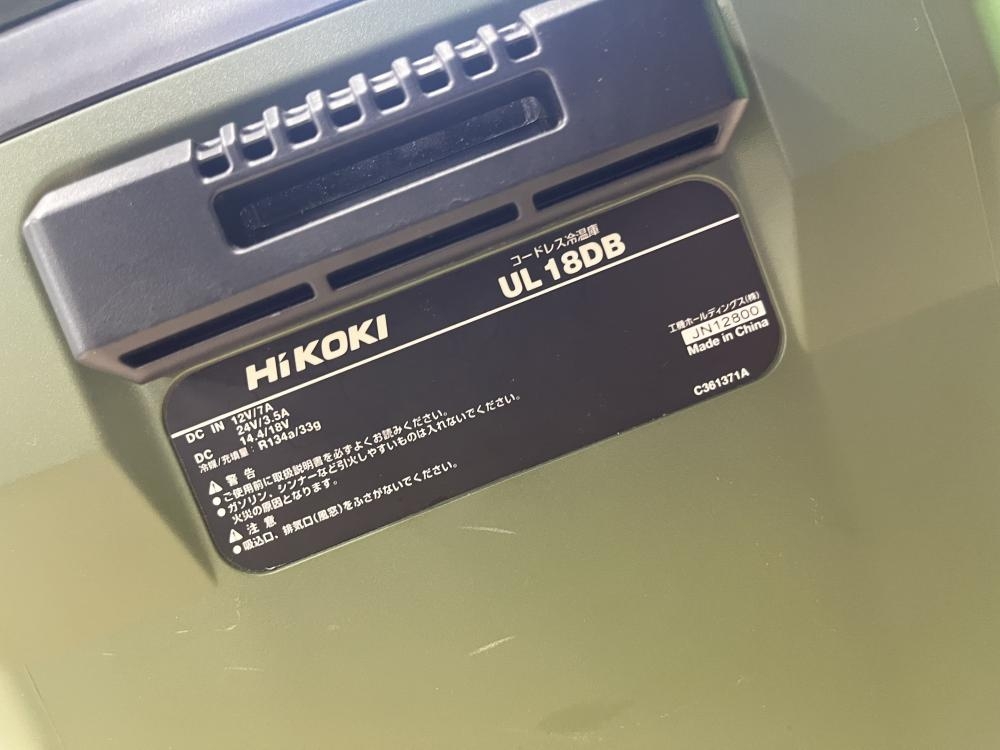 コードレス冷温庫
UL 18DB
HiKOKI
工機ホールディングス(株)
JN12800
Made in China
C361371A
DC IN 12V/7A
24V/3.5A
DC 14.4/18V
冷媒/充填量 : R134a/33g
警告
●ご使用前に取扱説明書を必ずよくお読みください。
●ガソリン、シンナーなど引火しやすいものは入れないでください。
火災の原因となります。
注意
●吸込口、排気口(風窓)をふさがないでください。